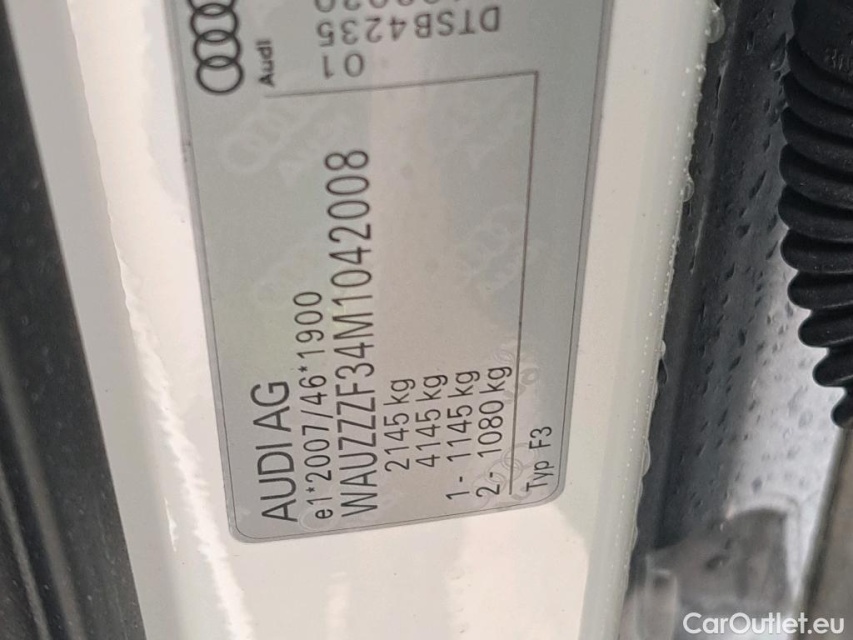 AUDI AG
e1*2007/46*1900
WAUZZZF34M1042008
2145 kg
4145 kg
1- 1145 kg
2- 1080 kg
Typ F3
Audi
01
DTSB4235
CarOutlet.eu